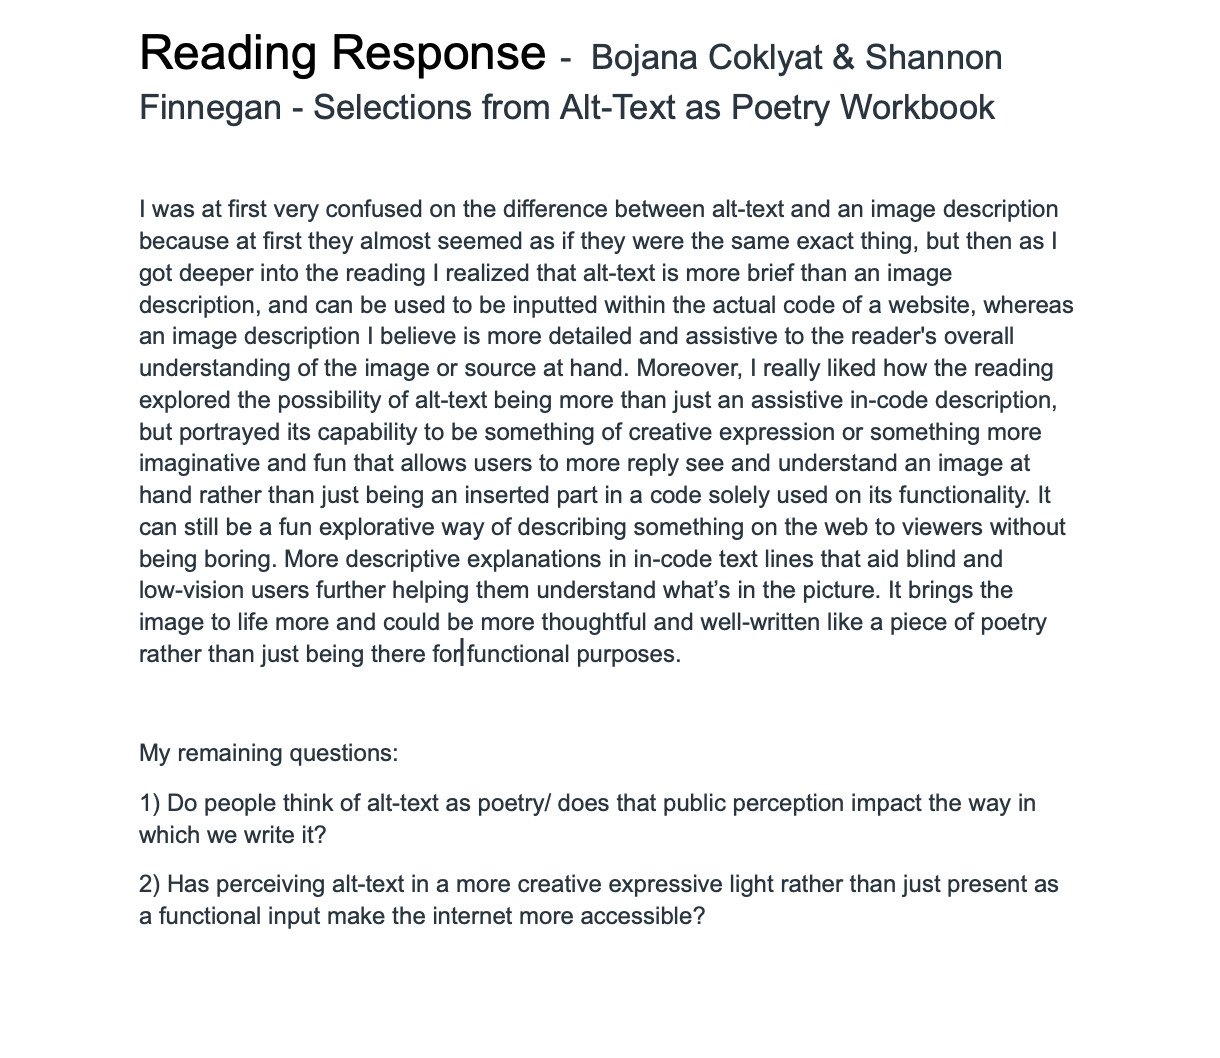 Reading Response - Bojana Coklyat & Shannon
Finnegan - Selections from Alt-Text as Poetry Workbook
I was at first very confused on the difference between alt-text and an image description
because at first they almost seemed as if they were the same exact thing, but then as I
got deeper into the reading I realized that alt-text is more brief than an image
description, and can be used to be inputted within the actual code of a website, whereas
an image description I believe is more detailed and assistive to the reader's overall
understanding of the image or source at hand. Moreover, I really liked how the reading
explored the possibility of alt-text being more than just an assistive in-code description,
but portrayed its capability to be something of creative expression or something more
imaginative and fun that allows users to more reply see and understand an image at
hand rather than just being an inserted part in a code solely used on its functionality. It
can still be a fun explorative way of describing something on the web to viewers without
being boring. More descriptive explanations in in-code text lines that aid blind and
low-vision users further helping them understand what’s in the picture. It brings the
image to life more and could be more thoughtful and well-written like a piece of poetry
rather than just being there for functional purposes.
My remaining questions:
1) Do people think of alt-text as poetry/ does that public perception impact the way in
which we write it?
2) Has perceiving alt-text in a more creative expressive light rather than just present as
a functional input make the internet more accessible?